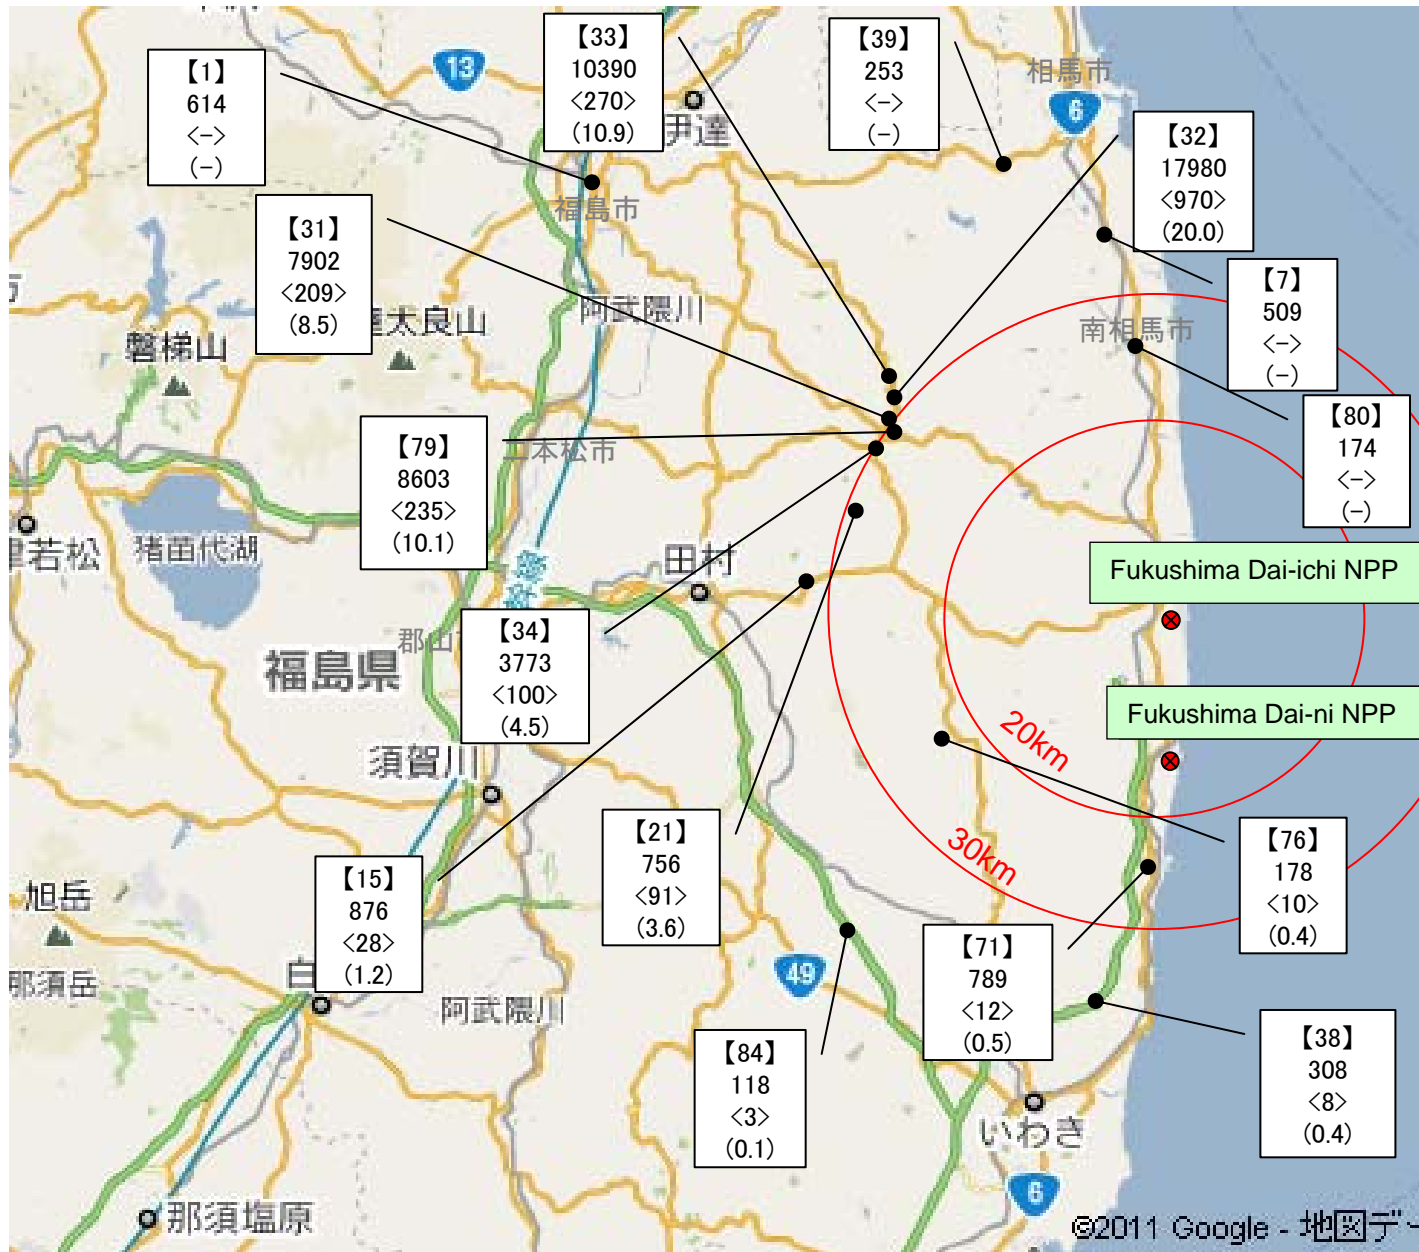 【33】
10390
<270>
(10.9)
【39】
253
<->
(-)
相馬市
【1】
614
<->
(-)
13
伊達
6
【32】
17980
<970>
(20.0)
福島市
【31】
7902
<209>
(8.5)
【7】
509
<->
(-)
阿武隈川
達太良山
磐梯山
南相馬市
【80】
174
<->
(-)
【79】
8603
<235>
(10.1)
二本松市
猪苗代湖
津若松
田村
Fukushima Dai-ichi NPP
【34】
3773
<100>
(4.5)
郡山
福島県
Fukushima Dai-ni NPP
20km
須賀川
【21】
756
<91>
(3.6)
30km
【76】
178
<10>
(0.4)
【15】
876
<28>
(1.2)
旭岳
那須岳
白
49
【71】
789
<12>
(0.5)
阿武隈川
【84】
118
<3>
(0.1)
【38】
308
<8>
(0.4)
いわき
6
那須塩原
©2011 Google - 地図デー